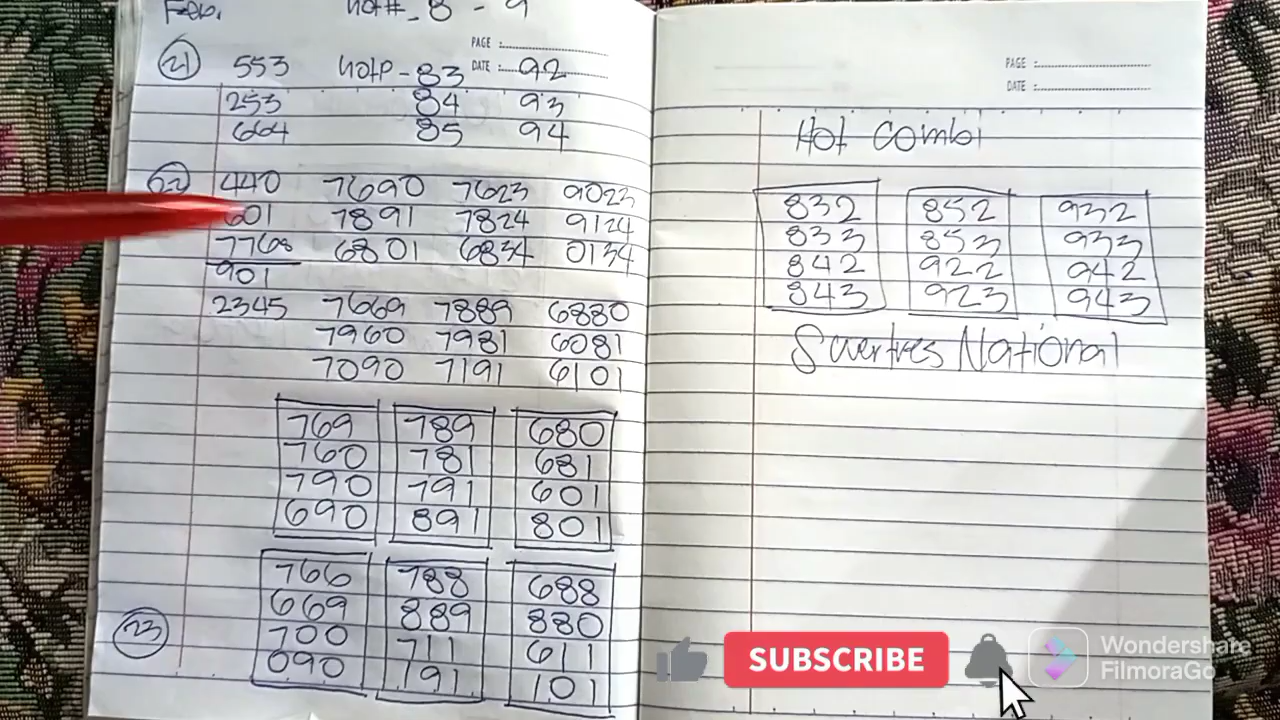 Feb. Hot# - 8 - 9
PAGE :
21 553 HotP - 83 DATE : 92
253 84 93
664 85 94
22 440 7690 7623 9023
601 7891 7824 9124
7768 6801 6834 0134
901
2345 7669 7889 6880
7960 7981 6081
7090 7191 6101
769 789 680
760 781 681
790 791 601
690 891 801
766 788 688
669 889 880
23 700 711 611
090 191 101
PAGE :
DATE :
Hot Combi
832 852 932
833 853 933
842 922 942
843 923 943
Swertres National
SUBSCRIBE
Wondershare
FilmoraGo